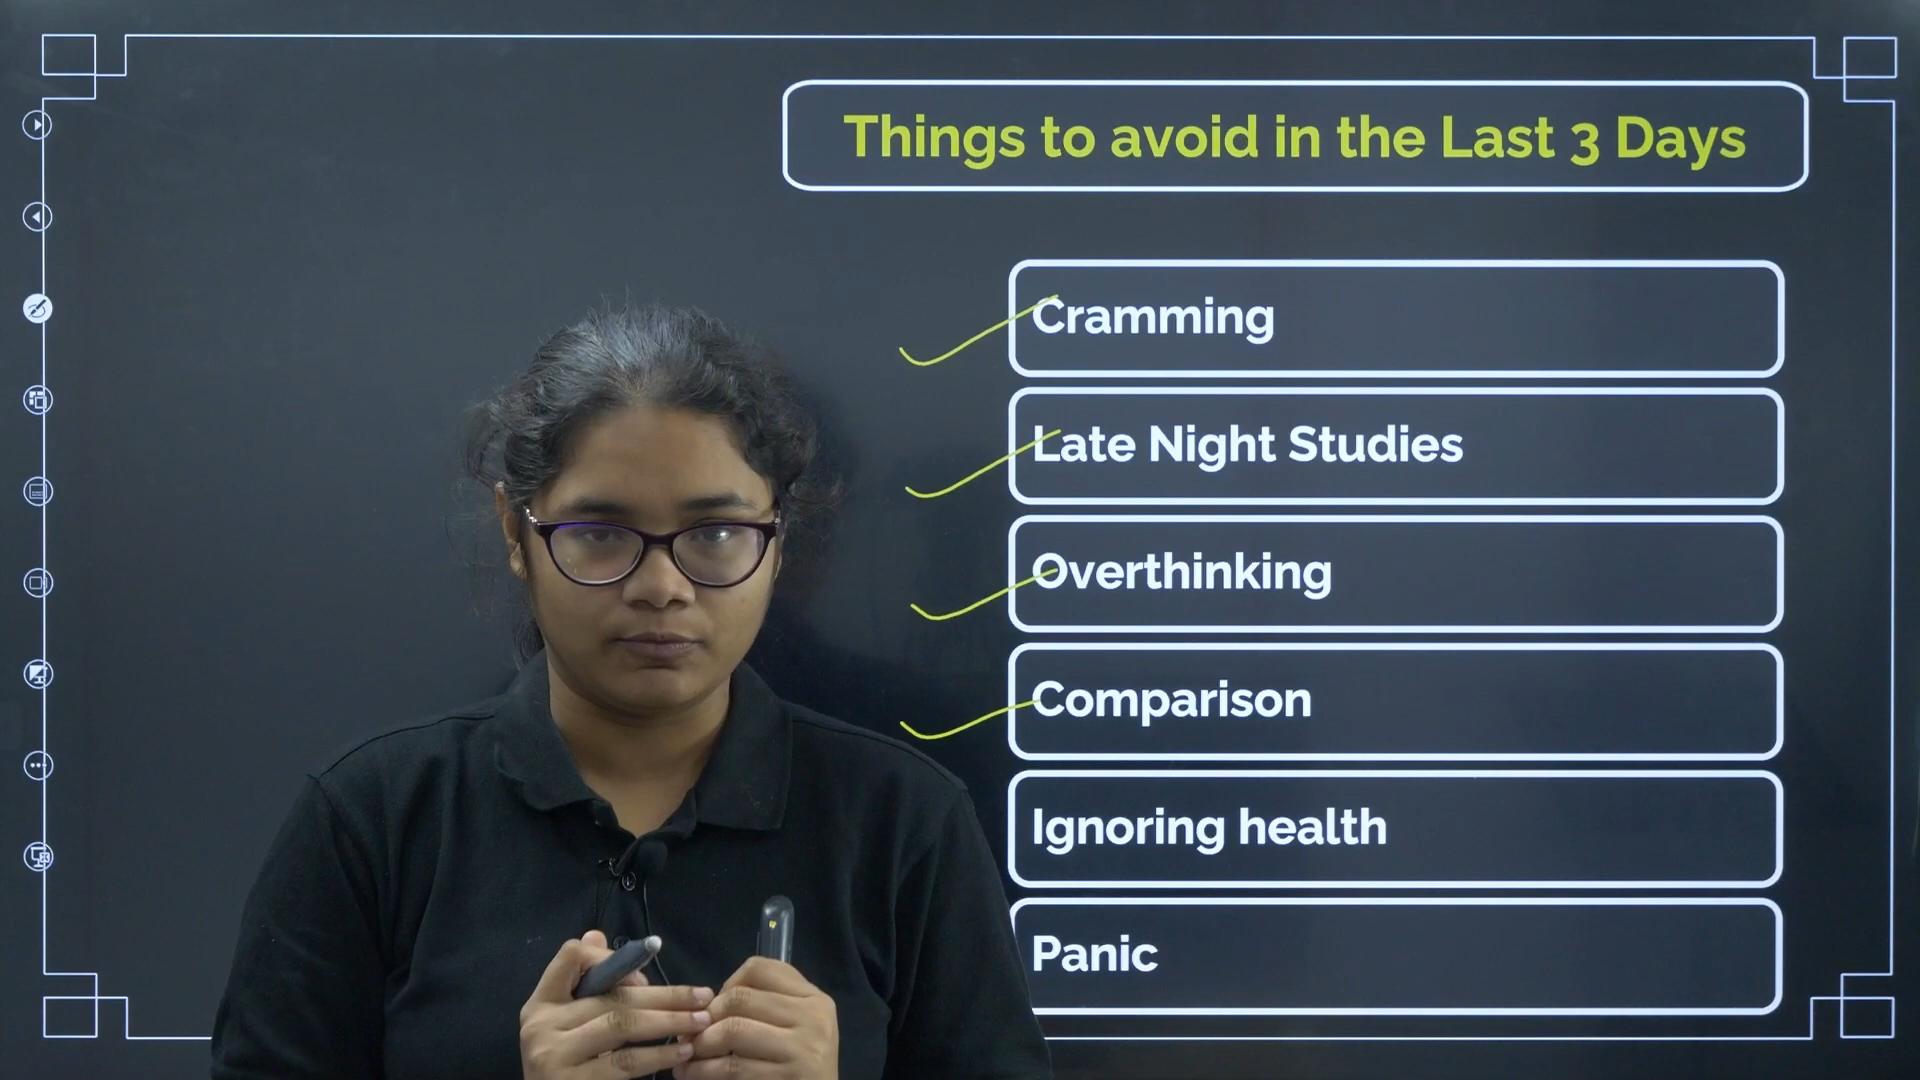 Things to avoid in the Last 3 Days
Cramming
Late Night Studies
Overthinking
Comparison
Ignoring health
Panic